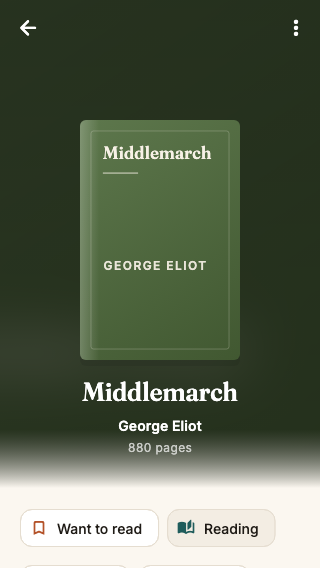 Middlemarch
GEORGE ELIOT
Middlemarch
George Eliot
880 pages
Want to read
Reading